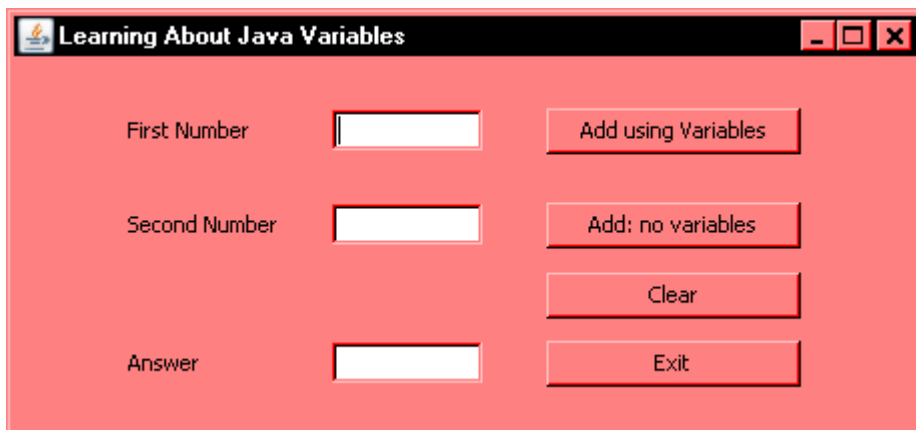 Learning About Java Variables
First Number
Add using Variables
Second Number
Add: no variables
Clear
Answer
Exit